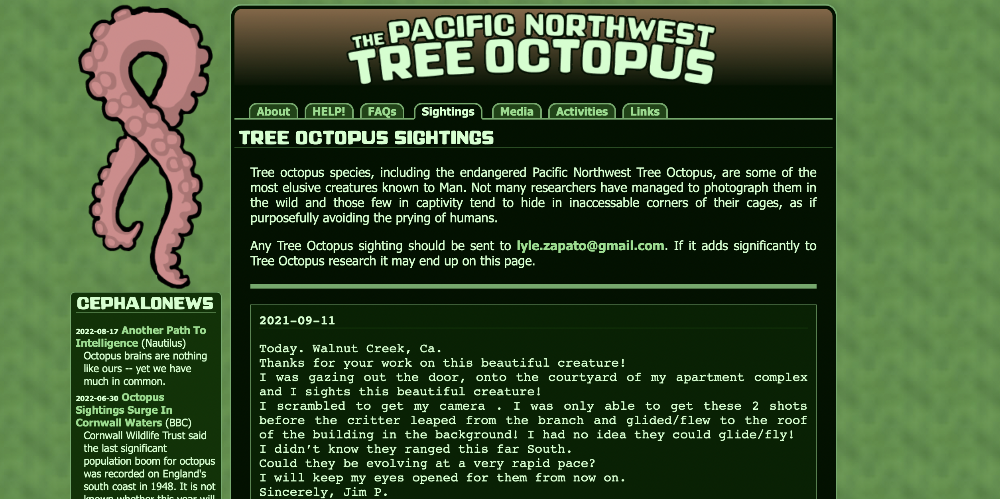 THE PACIFIC NORTHWEST
TREE OCTOPUS
About HELP! FAQs Sightings Media Activities Links
TREE OCTOPUS SIGHTINGS
Tree octopus species, including the endangered Pacific Northwest Tree Octopus, are some of the
most elusive creatures known to Man. Not many researchers have managed to photograph them in
the wild and those few in captivity tend to hide in inaccessable corners of their cages, as if
purposefully avoiding the prying of humans.
Any Tree Octopus sighting should be sent to lyle.zapato@gmail.com. If it adds significantly to
Tree Octopus research it may end up on this page.
2021-09-11
Today. Walnut Creek, Ca.
Thanks for your work on this beautiful creature!
I was gazing out the door, onto the courtyard of my apartment complex
and I sights this beautiful creature!
I scrambled to get my camera . I was only able to get these 2 shots
before the critter leaped from the branch and glided/flew to the roof
of the building in the background! I had no idea they could glide/fly!
I didn’t know they ranged this far South.
Could they be evolving at a very rapid pace?
I will keep my eyes opened for them from now on.
Sincerely, Jim P.
CEPHALONEWS
2022-08-17 Another Path To
Intelligence (Nautilus)
Octopus brains are nothing
like ours -- yet we have
much in common.
2022-06-30 Octopus
Sightings Surge In
Cornwall Waters (BBC)
Cornwall Wildlife Trust said
the last significant
population boom for octopus
was recorded on England's
south coast in 1948. It is not
known whether this year will